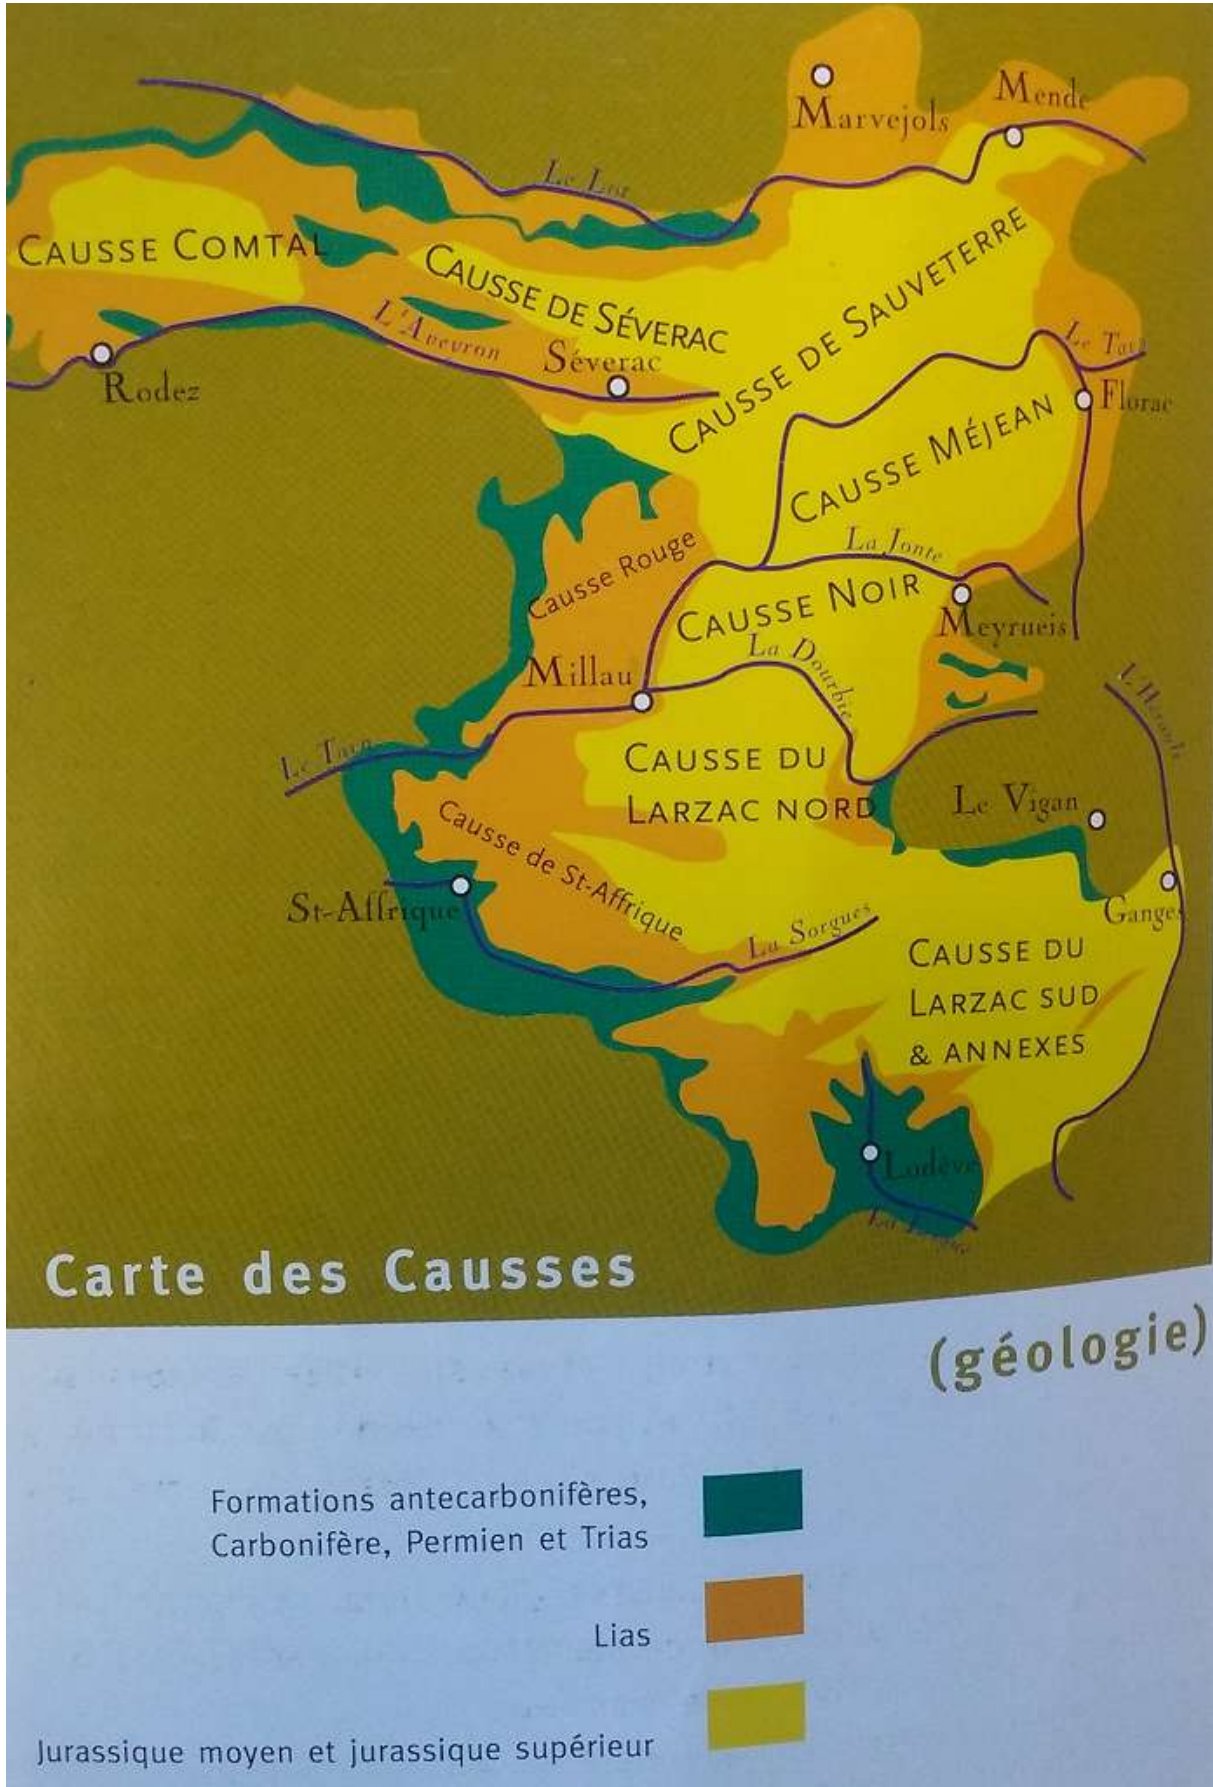 Marvejols
Mende
Le Lot
CAUSSE COMTAL
CAUSSE DE SÉVERAC
CAUSSE DE SAUVETERRE
L'Aveyron
Séverac
Rodez
Le Tarn
Florac
CAUSSE MÉJEAN
La Jonte
Causse Rouge
CAUSSE NOIR
Meyrueis
La Dourbie
Millau
L'Hérault
Le Tarn
CAUSSE DU
LARZAC NORD
Le Vigan
Causse de St-Affrique
St-Affrique
Ganges
La Sorgues
CAUSSE DU
LARZAC SUD
& ANNEXES
Lodève
La
Carte des Causses
(géologie)
Formations antecarbonifères,
Carbonifère, Permien et Trias
Lias
Jurassique moyen et jurassique supérieur